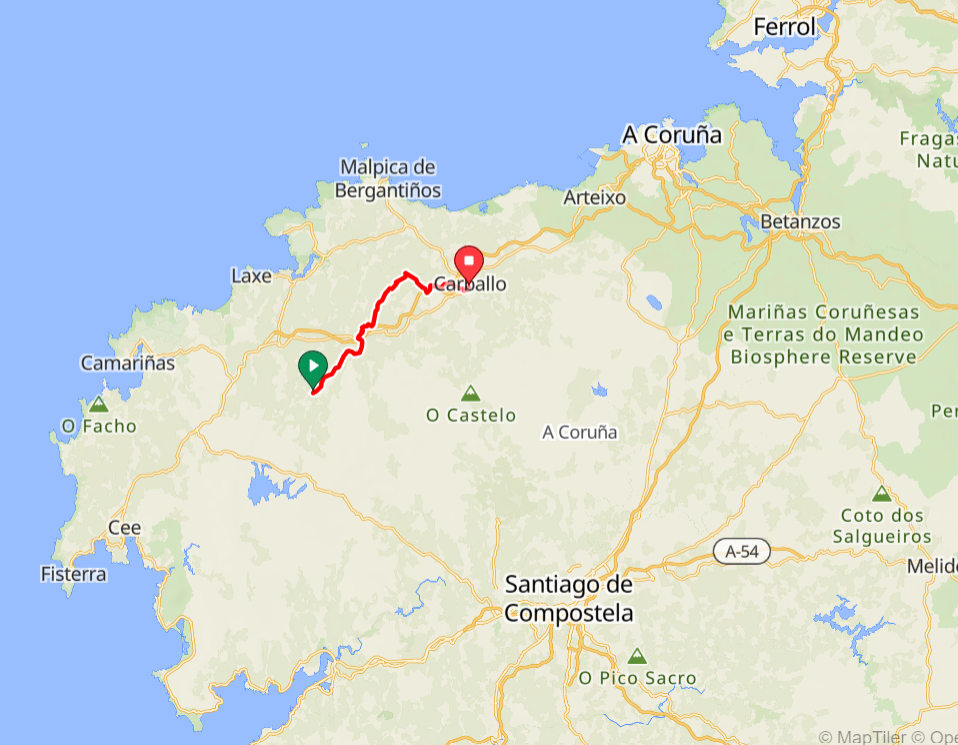 Ferrol
A Coruña
Fragas
Natu
Malpica de
Bergantiños
Arteixo
Betanzos
Laxe
Carballo
Mariñas Coruñesas
e Terras do Mandeo
Biosphere Reserve
Camariñas
O Facho
O Castelo
A Coruña
Per
Coto dos
Salgueiros
Cee
A-54
Melide
Fisterra
Santiago de
Compostela
O Pico Sacro
© MapTiler © Ope